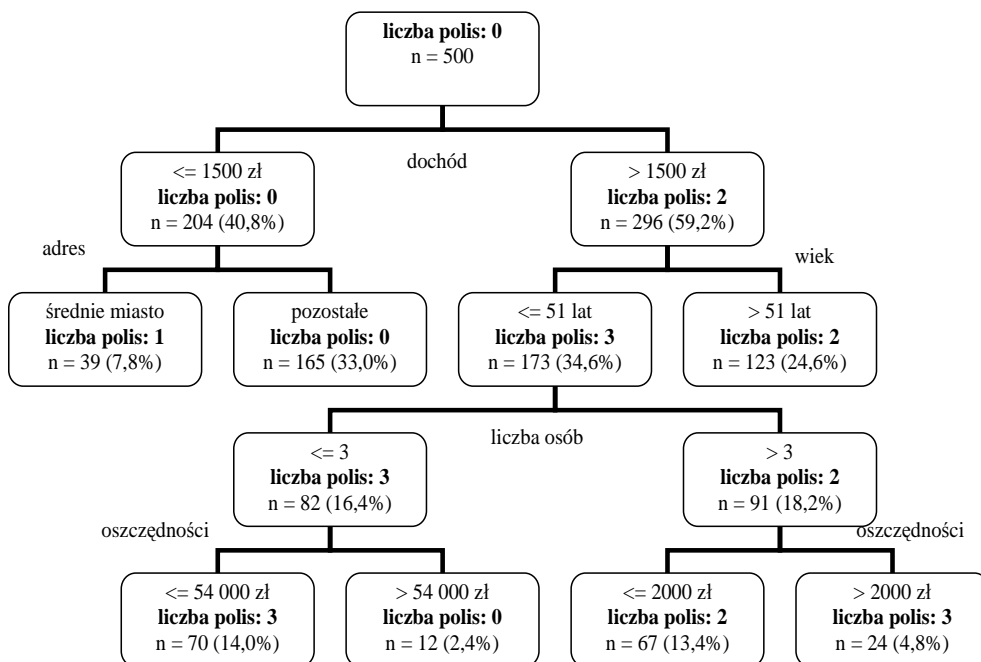 liczba polis: 0
n = 500
dochód
<= 1500 zł
liczba polis: 0
n = 204 (40,8%)
> 1500 zł
liczba polis: 2
n = 296 (59,2%)
adres
wiek
średnie miasto
liczba polis: 1
n = 39 (7,8%)
pozostałe
liczba polis: 0
n = 165 (33,0%)
<= 51 lat
liczba polis: 3
n = 173 (34,6%)
> 51 lat
liczba polis: 2
n = 123 (24,6%)
liczba osób
<= 3
liczba polis: 3
n = 82 (16,4%)
> 3
liczba polis: 2
n = 91 (18,2%)
oszczędności
oszczędności
<= 54 000 zł
liczba polis: 3
n = 70 (14,0%)
> 54 000 zł
liczba polis: 0
n = 12 (2,4%)
<= 2000 zł
liczba polis: 2
n = 67 (13,4%)
> 2000 zł
liczba polis: 3
n = 24 (4,8%)